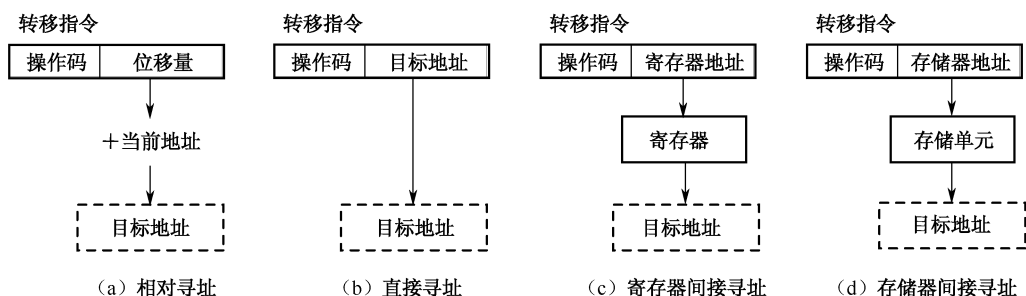 转移指令 转移指令 转移指令 转移指令
操作码 位移量 操作码 目标地址 操作码 寄存器地址 操作码 存储器地址
+当前地址 寄存器 存储单元
目标地址 目标地址 目标地址 目标地址
（a）相对寻址 （b）直接寻址 （c）寄存器间接寻址 （d）存储器间接寻址